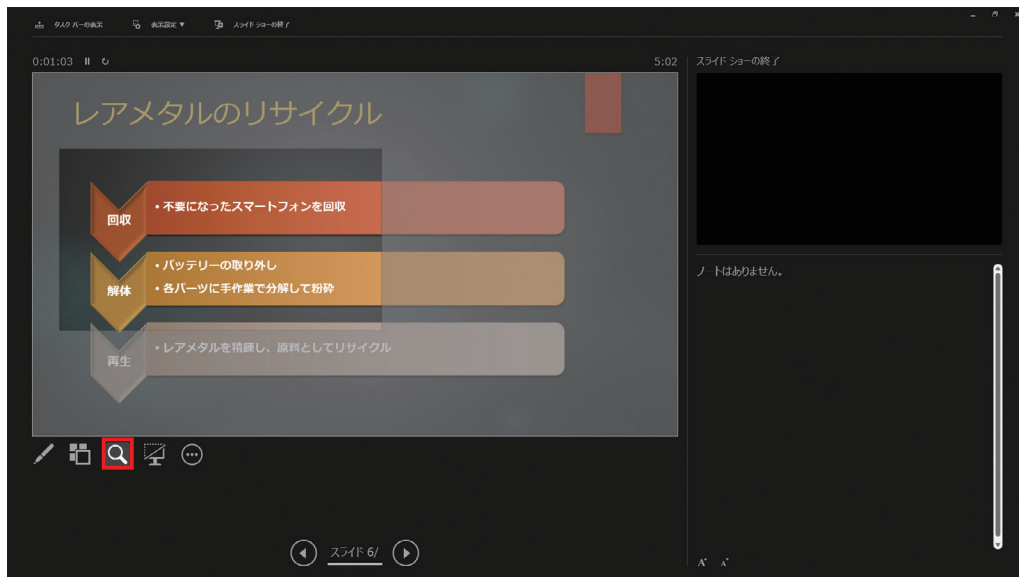 タスク バーの表示 表示設定 ▼ スライド ショーの終了
0:01:03
5:02
スライド ショーの終了
レアメタルのリサイクル
回収
・不要になったスマートフォンを回収
解体
・バッテリーの取り外し
・各パーツに手作業で分解して粉砕
再生
・レアメタルを精錬し、原料としてリサイクル
ノートはありません。
スライド 6/
A A